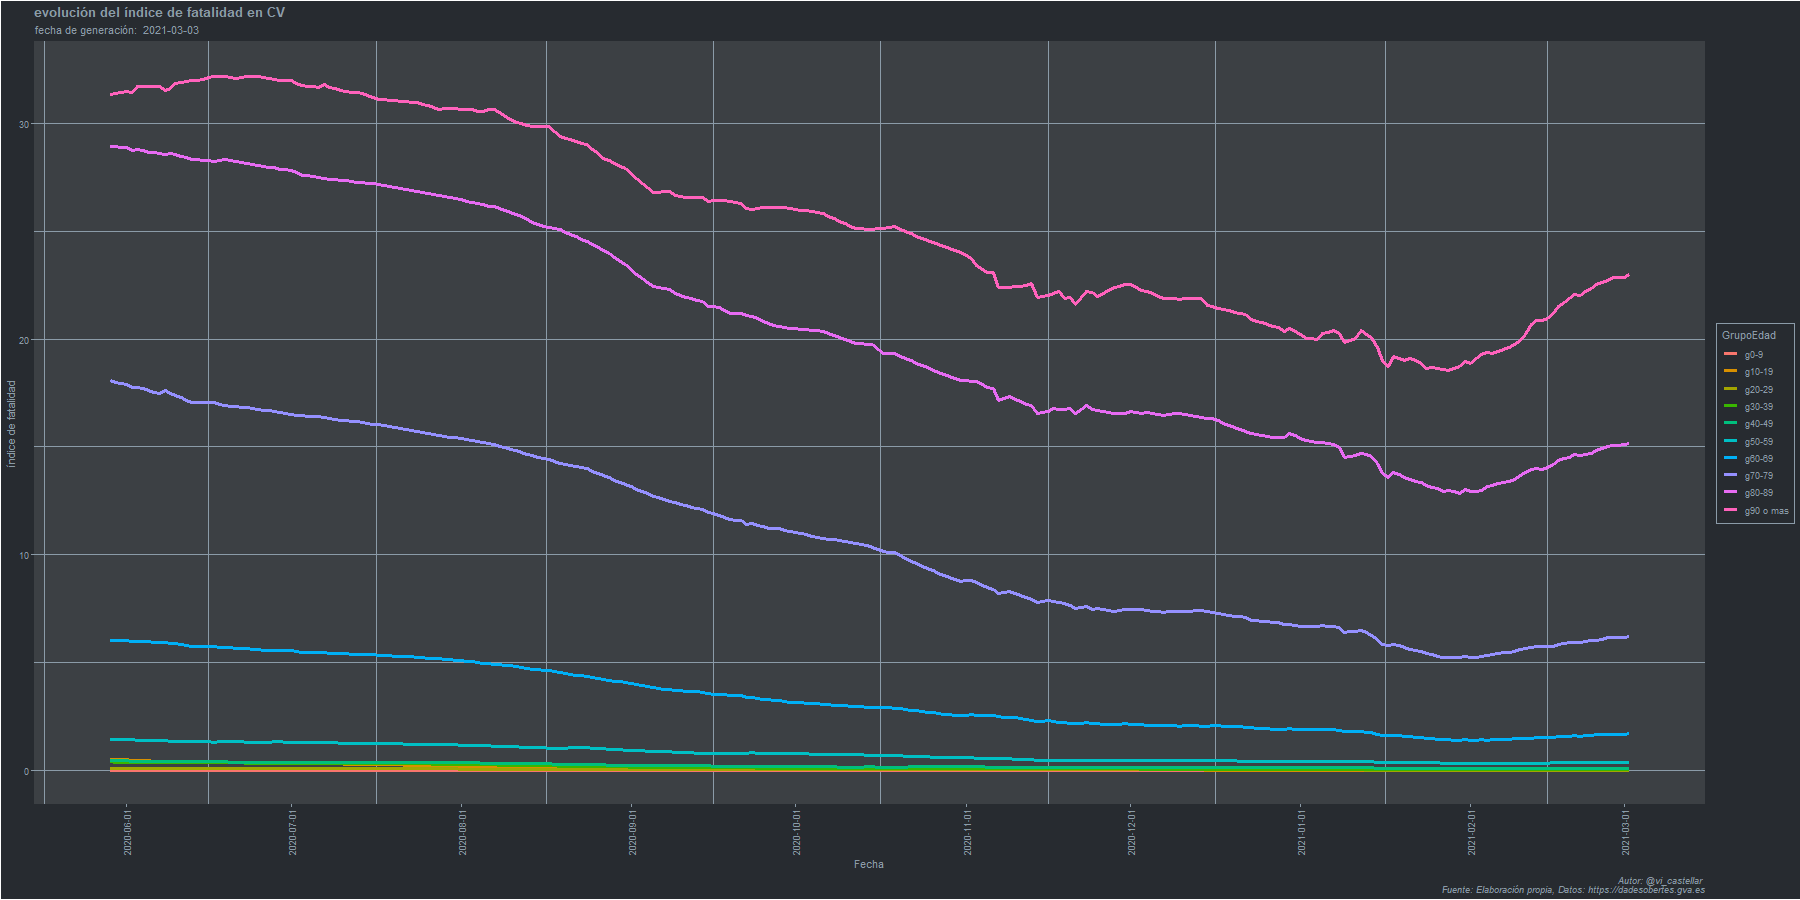 evolución del índice de fatalidad en CV
fecha de generación: 2021-03-03
30
20
10
0
índice de fatalidad
2020-06-01
2020-07-01
2020-08-01
2020-09-01
2020-10-01
2020-11-01
2020-12-01
2021-01-01
2021-02-01
2021-03-01
Fecha
GrupoEdad
g0-9
g10-19
g20-29
g30-39
g40-49
g50-59
g60-69
g70-79
g80-89
g90 o mas
Autor: @vi_castellar
Fuente: Elaboración propia, Datos: https://dadesobertes.gva.es